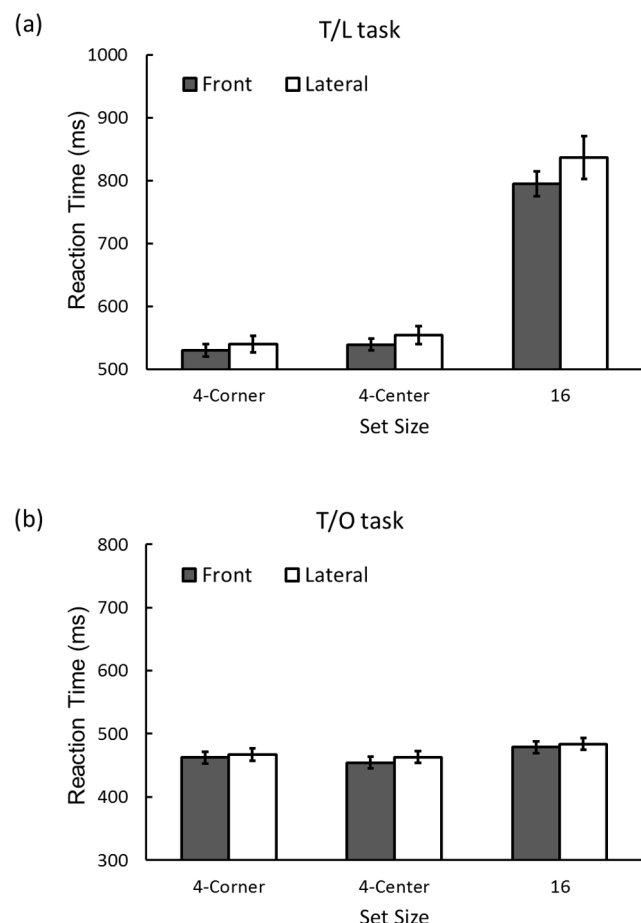 (a)
T/L task
1000
Front Lateral
900
800
700
600
500
Reaction Time (ms)
4-Corner 4-Center 16
Set Size
(b)
T/O task
800
Front Lateral
700
600
500
400
300
Reaction Time (ms)
4-Corner 4-Center 16
Set Size